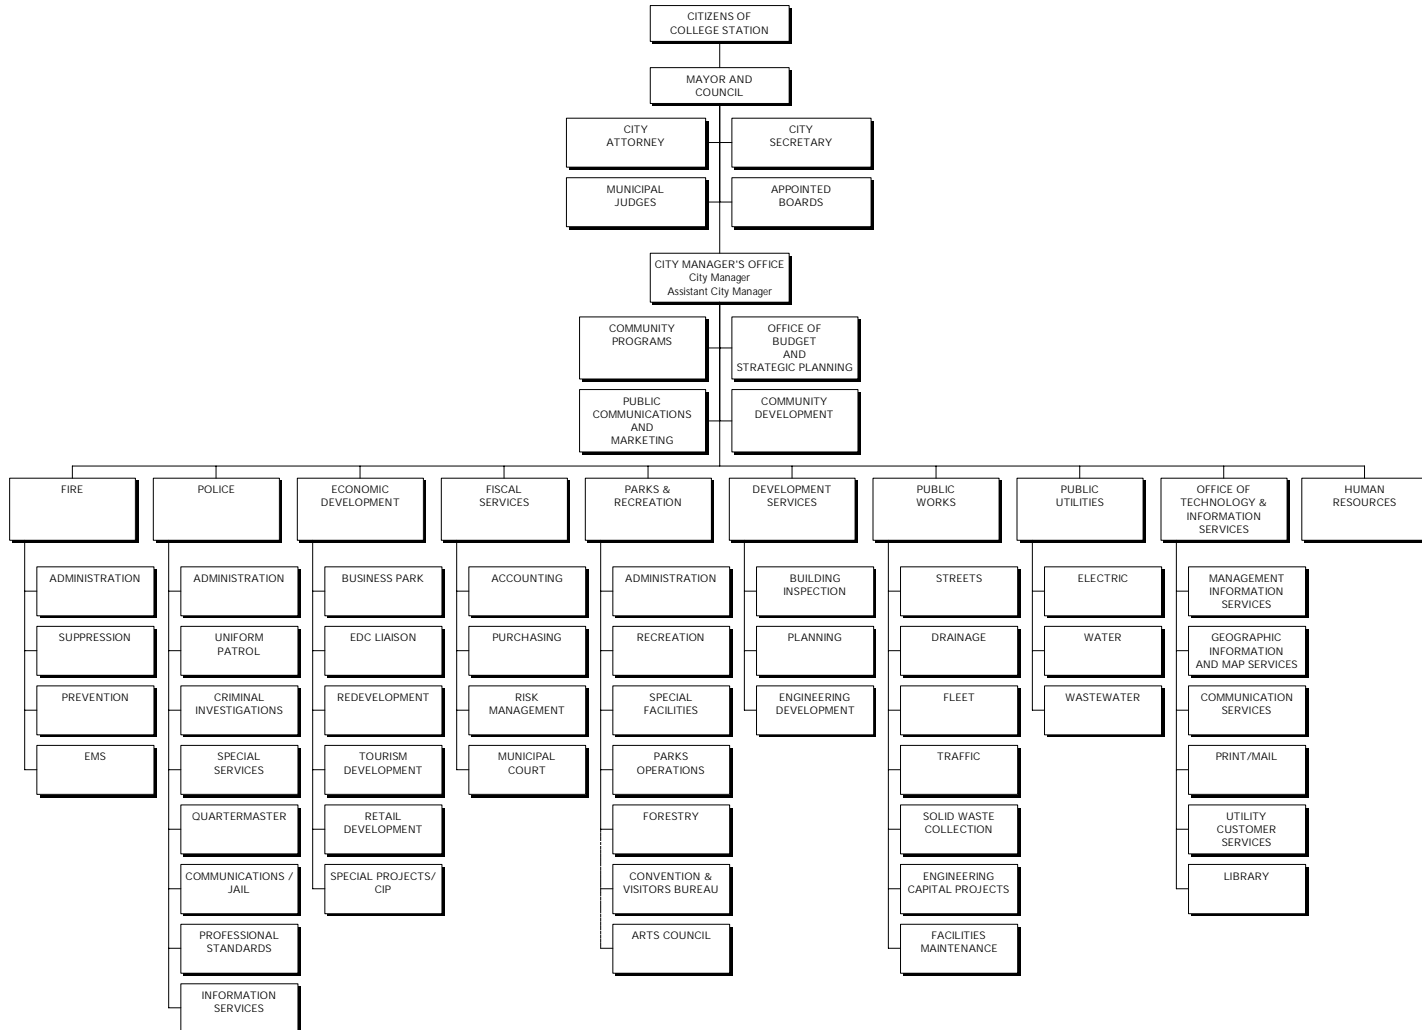 CITIZENS OF
COLLEGE STATION
MAYOR AND
COUNCIL
CITY
ATTORNEY
CITY
SECRETARY
MUNICIPAL
JUDGES
APPOINTED
BOARDS
CITY MANAGER'S OFFICE
City Manager
Assistant City Manager
COMMUNITY
PROGRAMS
OFFICE OF
BUDGET
AND
STRATEGIC PLANNING
PUBLIC
COMMUNICATIONS
AND
MARKETING
COMMUNITY
DEVELOPMENT
FIRE
ADMINISTRATION
SUPPRESSION
PREVENTION
EMS
POLICE
ADMINISTRATION
UNIFORM
PATROL
CRIMINAL
INVESTIGATIONS
SPECIAL
SERVICES
QUARTERMASTER
COMMUNICATIONS /
JAIL
PROFESSIONAL
STANDARDS
INFORMATION
SERVICES
ECONOMIC
DEVELOPMENT
BUSINESS PARK
EDC LIAISON
REDEVELOPMENT
TOURISM
DEVELOPMENT
RETAIL
DEVELOPMENT
SPECIAL PROJECTS/
CIP
FISCAL
SERVICES
ACCOUNTING
PURCHASING
RISK
MANAGEMENT
MUNICIPAL
COURT
PARKS &
RECREATION
ADMINISTRATION
RECREATION
SPECIAL
FACILITIES
PARKS
OPERATIONS
FORESTRY
CONVENTION &
VISITORS BUREAU
ARTS COUNCIL
DEVELOPMENT
SERVICES
BUILDING
INSPECTION
PLANNING
ENGINEERING
DEVELOPMENT
PUBLIC
WORKS
STREETS
DRAINAGE
FLEET
TRAFFIC
SOLID WASTE
COLLECTION
ENGINEERING
CAPITAL PROJECTS
FACILITIES
MAINTENANCE
PUBLIC
UTILITIES
ELECTRIC
WATER
WASTEWATER
OFFICE OF
TECHNOLOGY &
INFORMATION
SERVICES
MANAGEMENT
INFORMATION
SERVICES
GEOGRAPHIC
INFORMATION
AND MAP SERVICES
COMMUNICATION
SERVICES
PRINT/MAIL
UTILITY
CUSTOMER
SERVICES
LIBRARY
HUMAN
RESOURCES